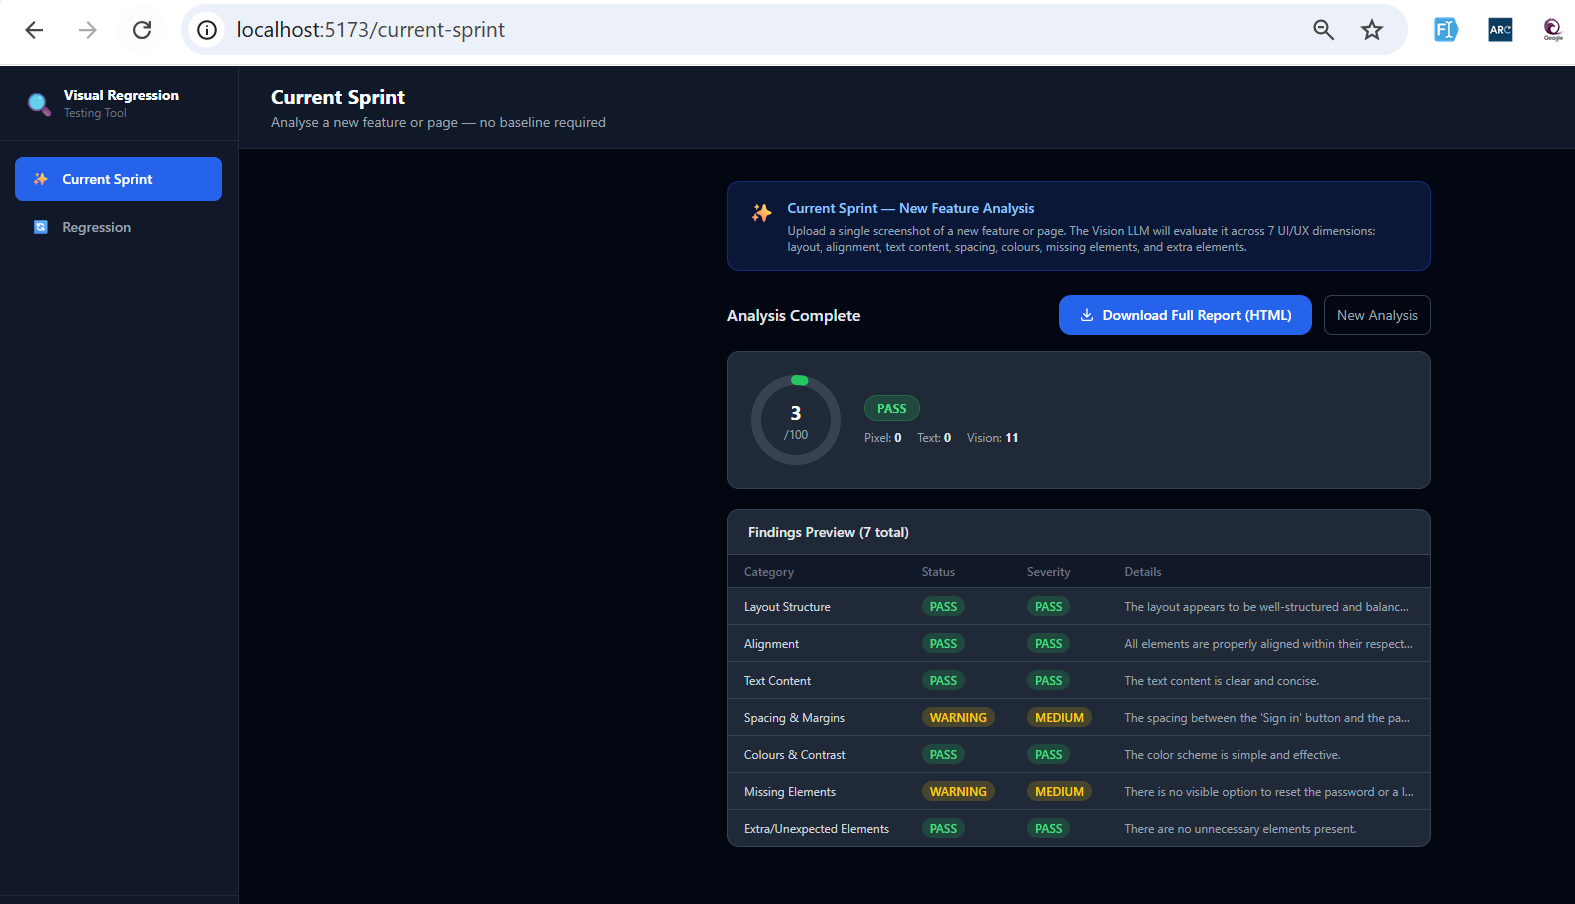 localhost:5173/current-sprint
FI
ARC
Qeagle
Visual Regression
Testing Tool
Current Sprint
Regression
Current Sprint
Analyse a new feature or page — no baseline required
Current Sprint — New Feature Analysis
Upload a single screenshot of a new feature or page. The Vision LLM will evaluate it across 7 UI/UX dimensions:
layout, alignment, text content, spacing, colours, missing elements, and extra elements.
Analysis Complete
Download Full Report (HTML)
New Analysis
3
/100
PASS
Pixel: 0 Text: 0 Vision: 11
Findings Preview (7 total)
Category Status Severity Details
Layout Structure PASS PASS The layout appears to be well-structured and balanc...
Alignment PASS PASS All elements are properly aligned within their respect...
Text Content PASS PASS The text content is clear and concise.
Spacing & Margins WARNING MEDIUM The spacing between the 'Sign in' button and the pa...
Colours & Contrast PASS PASS The color scheme is simple and effective.
Missing Elements WARNING MEDIUM There is no visible option to reset the password or a l...
Extra/Unexpected Elements PASS PASS There are no unnecessary elements present.